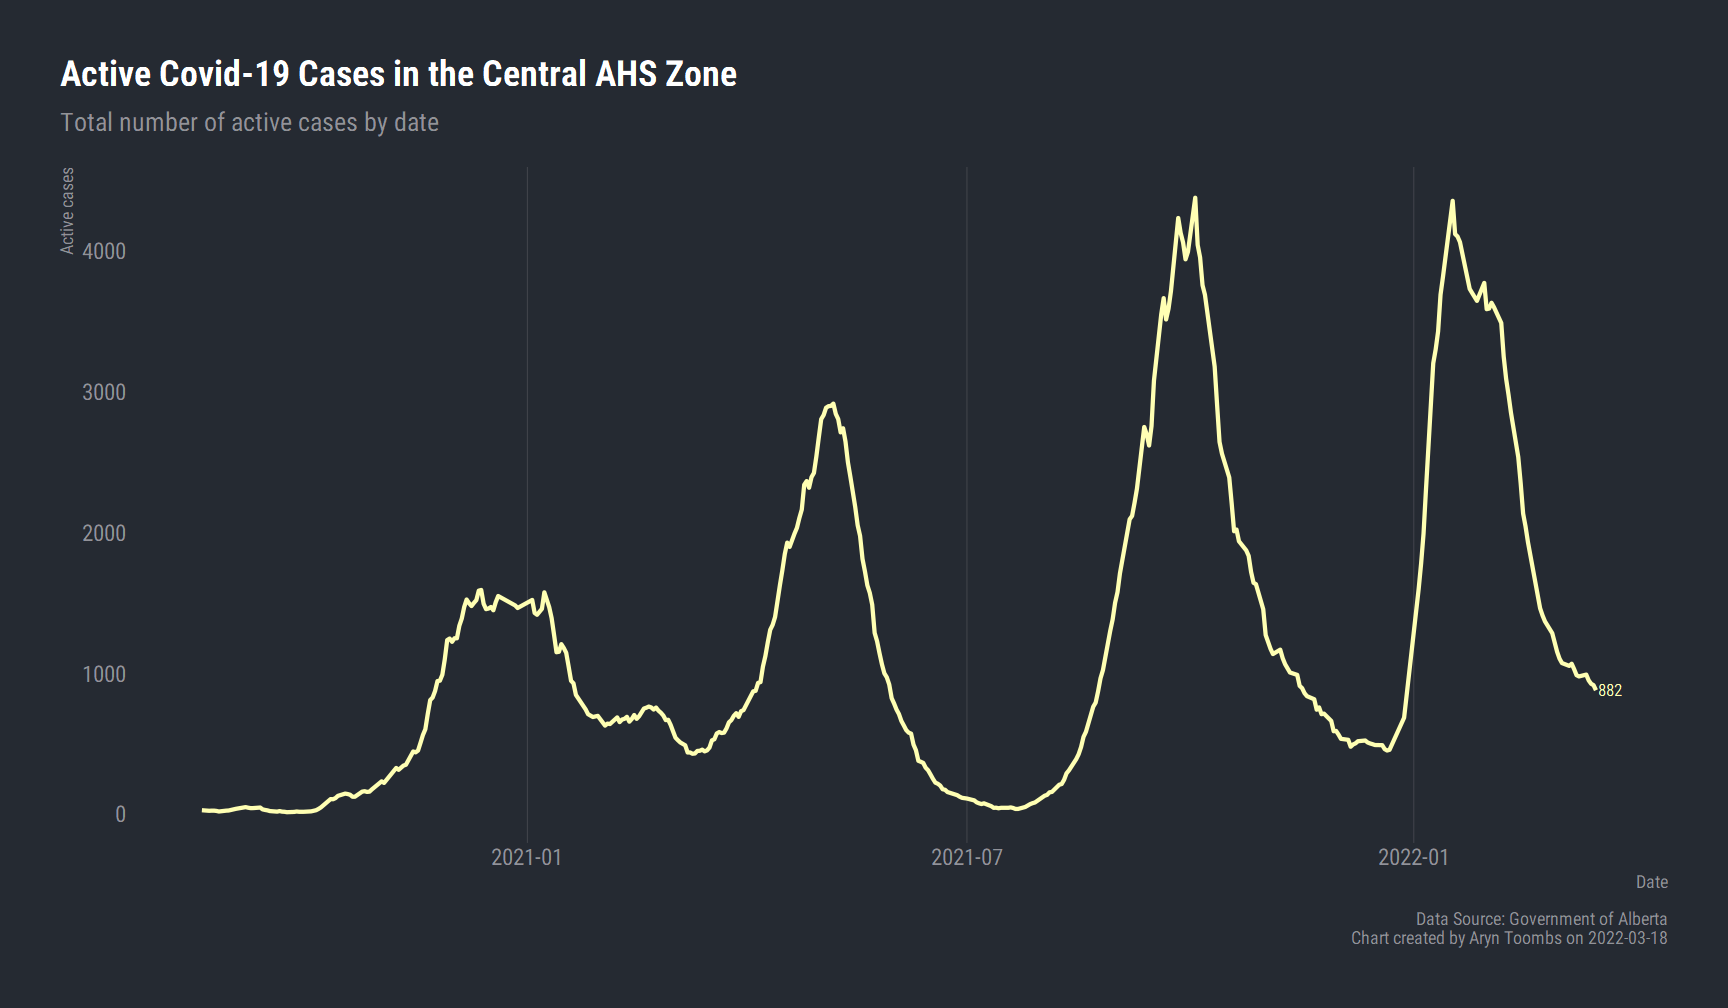 Active Covid-19 Cases in the Central AHS Zone
Total number of active cases by date
Active cases
4000
3000
2000
1000
0
882
2021-01
2021-07
2022-01
Date
Data Source: Government of Alberta
Chart created by Aryn Toombs on 2022-03-18